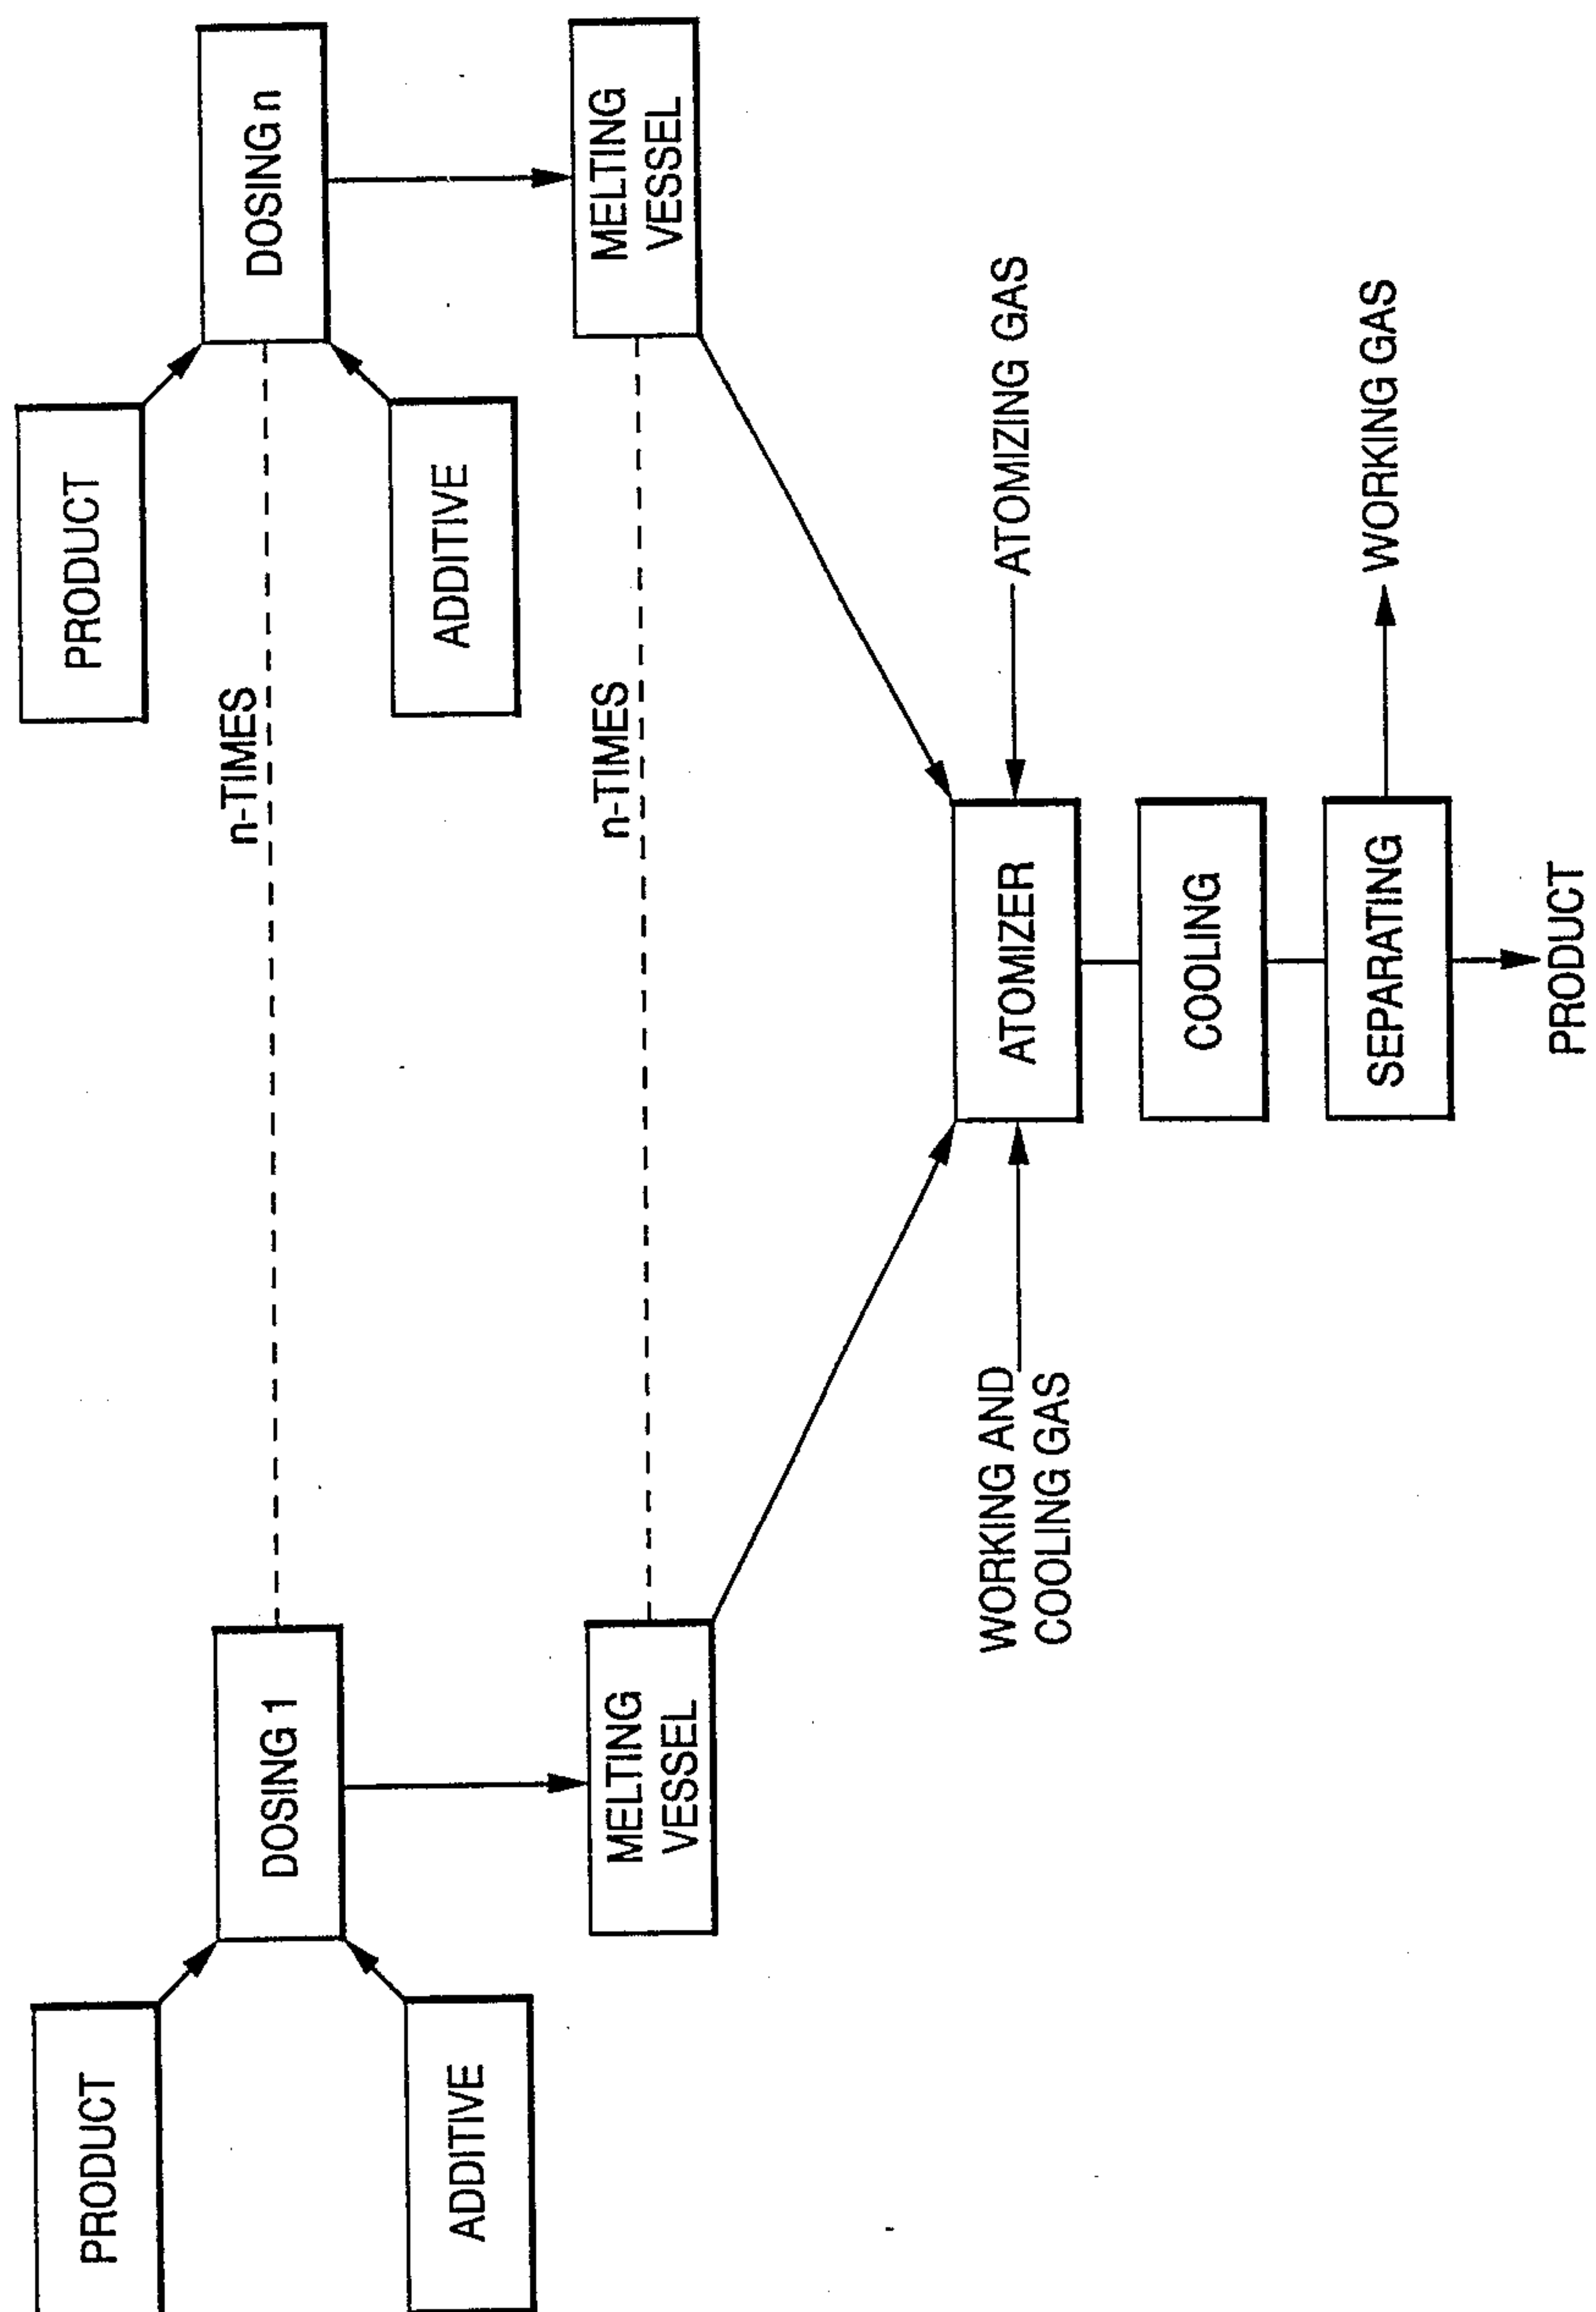 PRODUCT
DOSING 1
ADDITIVE
n-TIMES
PRODUCT
DOSING n
ADDITIVE
MELTING
VESSEL
n-TIMES
MELTING
VESSEL
WORKING AND
COOLING GAS
ATOMIZER
ATOMIZING GAS
COOLING
SEPARATING
WORKING GAS
PRODUCT